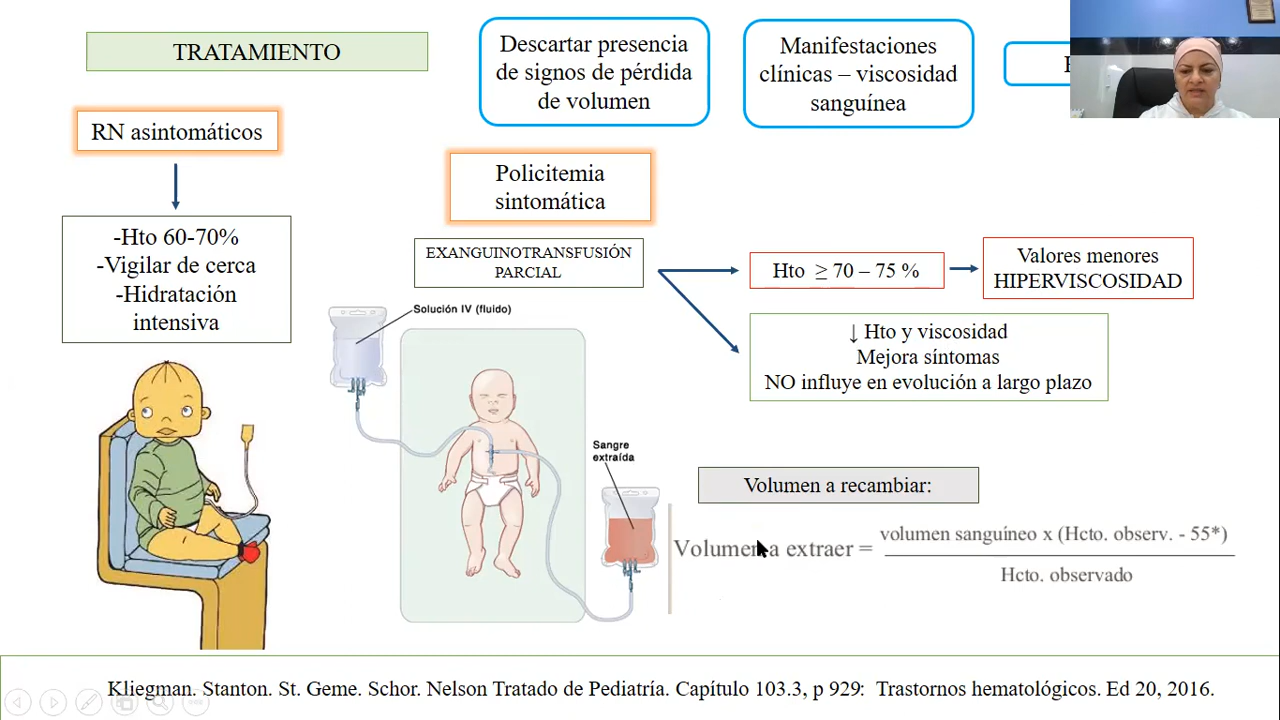 TRATAMIENTO
Descartar presencia
de signos de pérdida
de volumen
Manifestaciones
clínicas – viscosidad
sanguínea
RN asintomáticos
Policitemia
sintomática
-Hto 60-70%
-Vigilar de cerca
-Hidratación
intensiva
EXANGUINOTRANSFUSIÓN
PARCIAL
Hto ≥ 70 – 75 %
Valores menores
HIPERVISCOSIDAD
↓ Hto y viscosidad
Mejora síntomas
NO influye en evolución a largo plazo
Solución IV (fluido)
Sangre
extraída
Volumen a recambiar:
Volumen a extraer =
volumen sanguíneo x (Hcto. observ. - 55*)
Hcto. observado
Kliegman. Stanton. St. Geme. Schor. Nelson Tratado de Pediatría. Capítulo 103.3, p 929: Trastornos hematológicos. Ed 20, 2016.